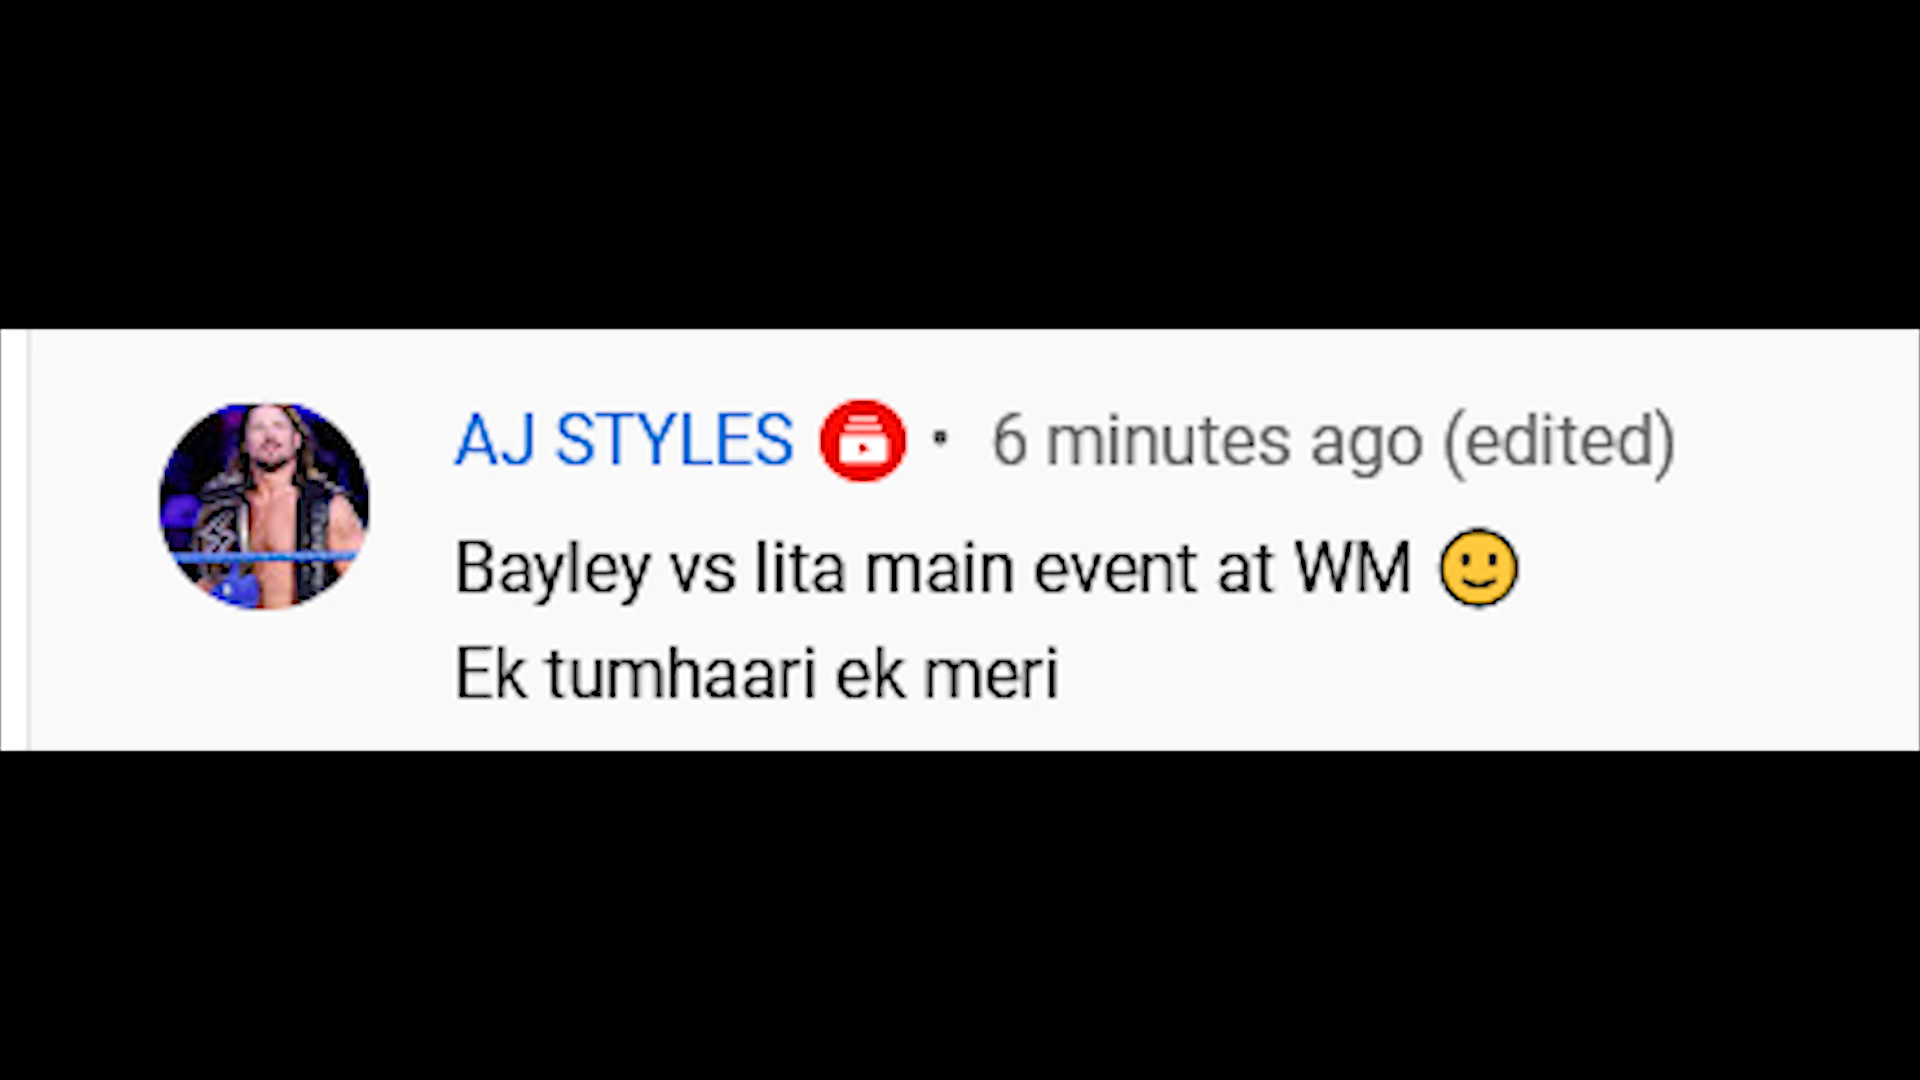 AJ STYLES • 6 minutes ago (edited)
Bayley vs lita main event at WM 🙂
Ek tumhaari ek meri